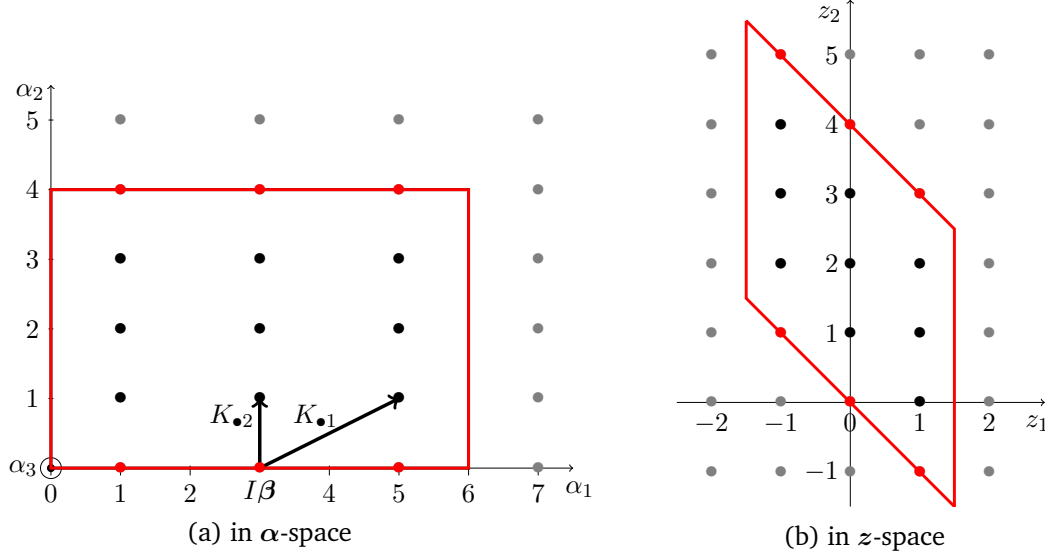 α₂
5
4
3
2
1
α₃
K•2
K•1
0 1 2 Iβ 4 5 6 7 α₁
(a) in α-space
z₂
5
4
3
2
1
−2 −1 0 1 2 z₁
−1
(b) in z-space